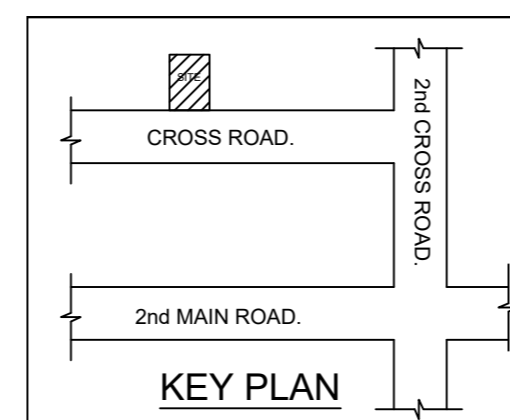 SITE
CROSS ROAD.
2nd CROSS ROAD.
2nd MAIN ROAD.
KEY PLAN